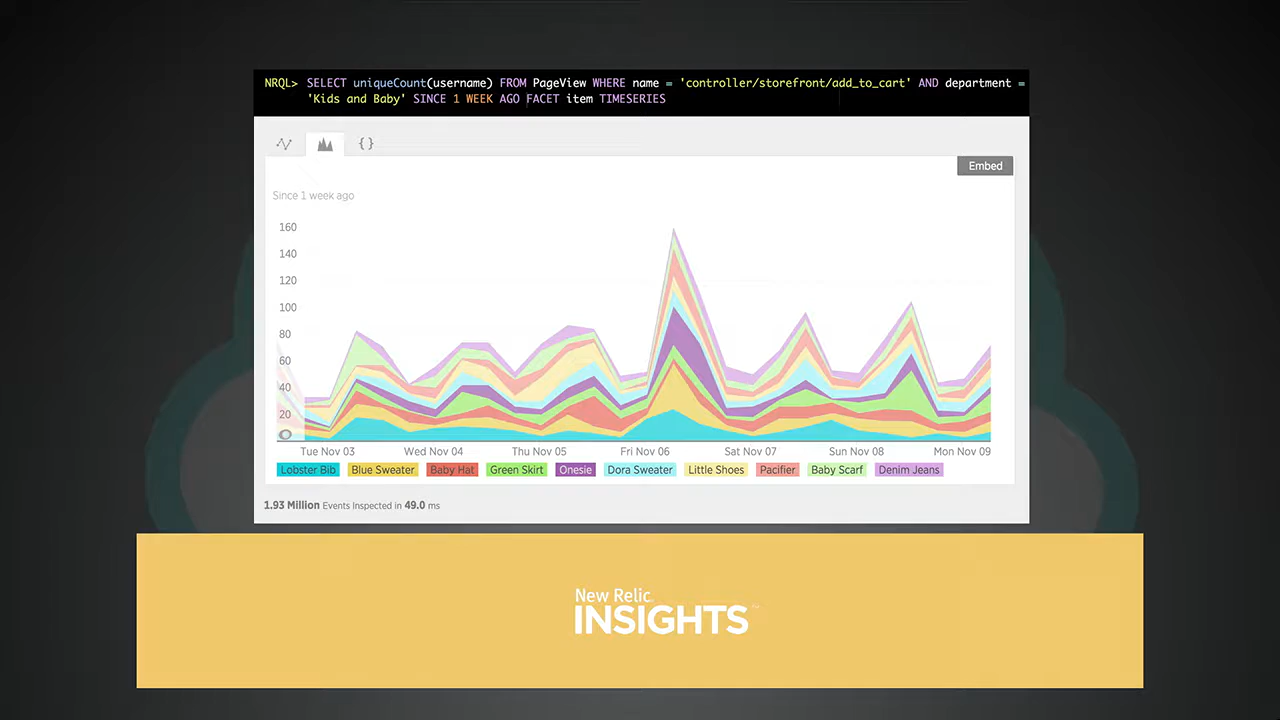 NRQL> SELECT uniqueCount(username) FROM PageView WHERE name = 'controller/storefront/add_to_cart' AND department =
'Kids and Baby' SINCE 1 WEEK AGO FACET item TIMESERIES
{}
Embed
Since 1 week ago
160
140
120
100
80
60
40
20
0
Tue Nov 03 Wed Nov 04 Thu Nov 05 Fri Nov 06 Sat Nov 07 Sun Nov 08 Mon Nov 09
Lobster Bib Blue Sweater Baby Hat Green Skirt Onesie Dora Sweater Little Shoes Pacifier Baby Scarf Denim Jeans
1.93 Million Events Inspected in 49.0 ms
New Relic
INSIGHTS